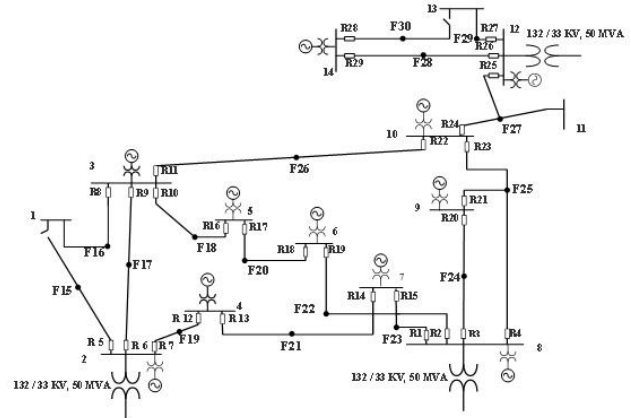 13
R28
F30
R27
12
132 / 33 KV, 50 MVA
F29
R26
R29
F28
14
R25
R24
F27
11
10
R22
R23
R11
F26
3
R8
R9
R10
F25
R21
9
R20
5
R16
R17
F18
6
R18
R19
F20
1
F16
F17
F24
7
R14
R15
F15
4
R 12
R 13
F22
F19
F21
F23
R1
R2
R3
R4
8
R 5
R 6
R 7
2
132 / 33 KV, 50 MVA
132 / 33 KV, 50 MVA